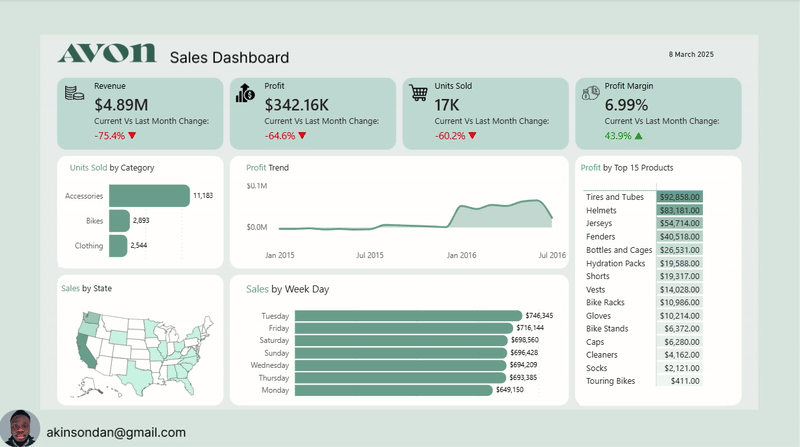 AVON
Sales Dashboard
8 March 2025
Revenue
$4.89M
Current Vs Last Month Change:
-75.4%
Profit
$342.16K
Current Vs Last Month Change:
-64.6%
Units Sold
17K
Current Vs Last Month Change:
-60.2%
Profit Margin
6.99%
Current Vs Last Month Change:
43.9%
Units Sold by Category
Accessories 11,183
Bikes 2,893
Clothing 2,544
Profit Trend
$0.1M
$0.0M
Jan 2015 Jul 2015 Jan 2016 Jul 2016
Profit by Top 15 Products
Tires and Tubes $92,858.00
Helmets $83,181.00
Jerseys $54,714.00
Fenders $40,518.00
Bottles and Cages $26,531.00
Hydration Packs $19,588.00
Shorts $19,317.00
Vests $14,028.00
Bike Racks $10,986.00
Gloves $10,214.00
Bike Stands $6,372.00
Caps $6,280.00
Cleaners $4,162.00
Socks $2,121.00
Touring Bikes $411.00
Sales by State
Sales by Week Day
Tuesday $746,345
Friday $716,144
Saturday $698,560
Sunday $696,428
Wednesday $694,209
Thursday $693,385
Monday $649,150
akinsondan@gmail.com